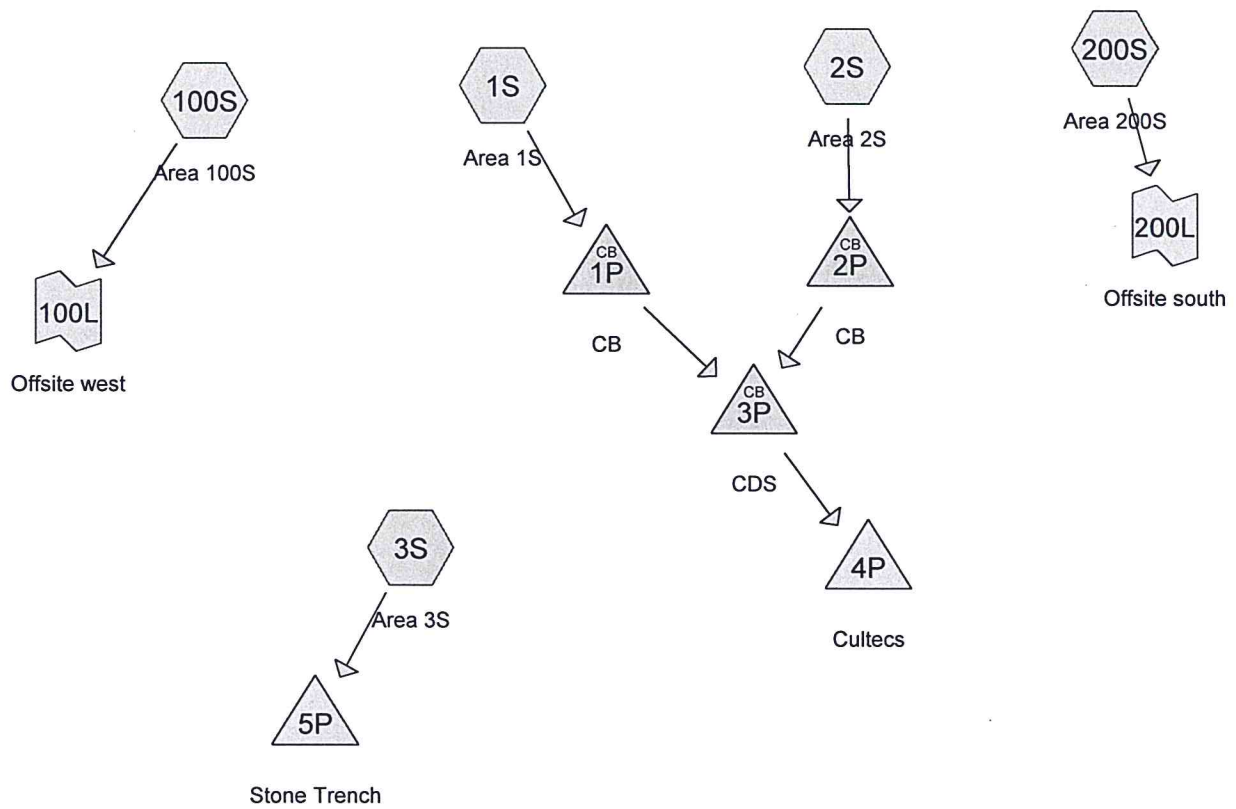 100S
Area 100S
100L
Offsite west
1S
Area 1S
CB
1P
CB
2S
Area 2S
CB
2P
CB
CB
3P
CDS
4P
Cultecs
200S
Area 200S
200L
Offsite south
3S
Area 3S
5P
Stone Trench